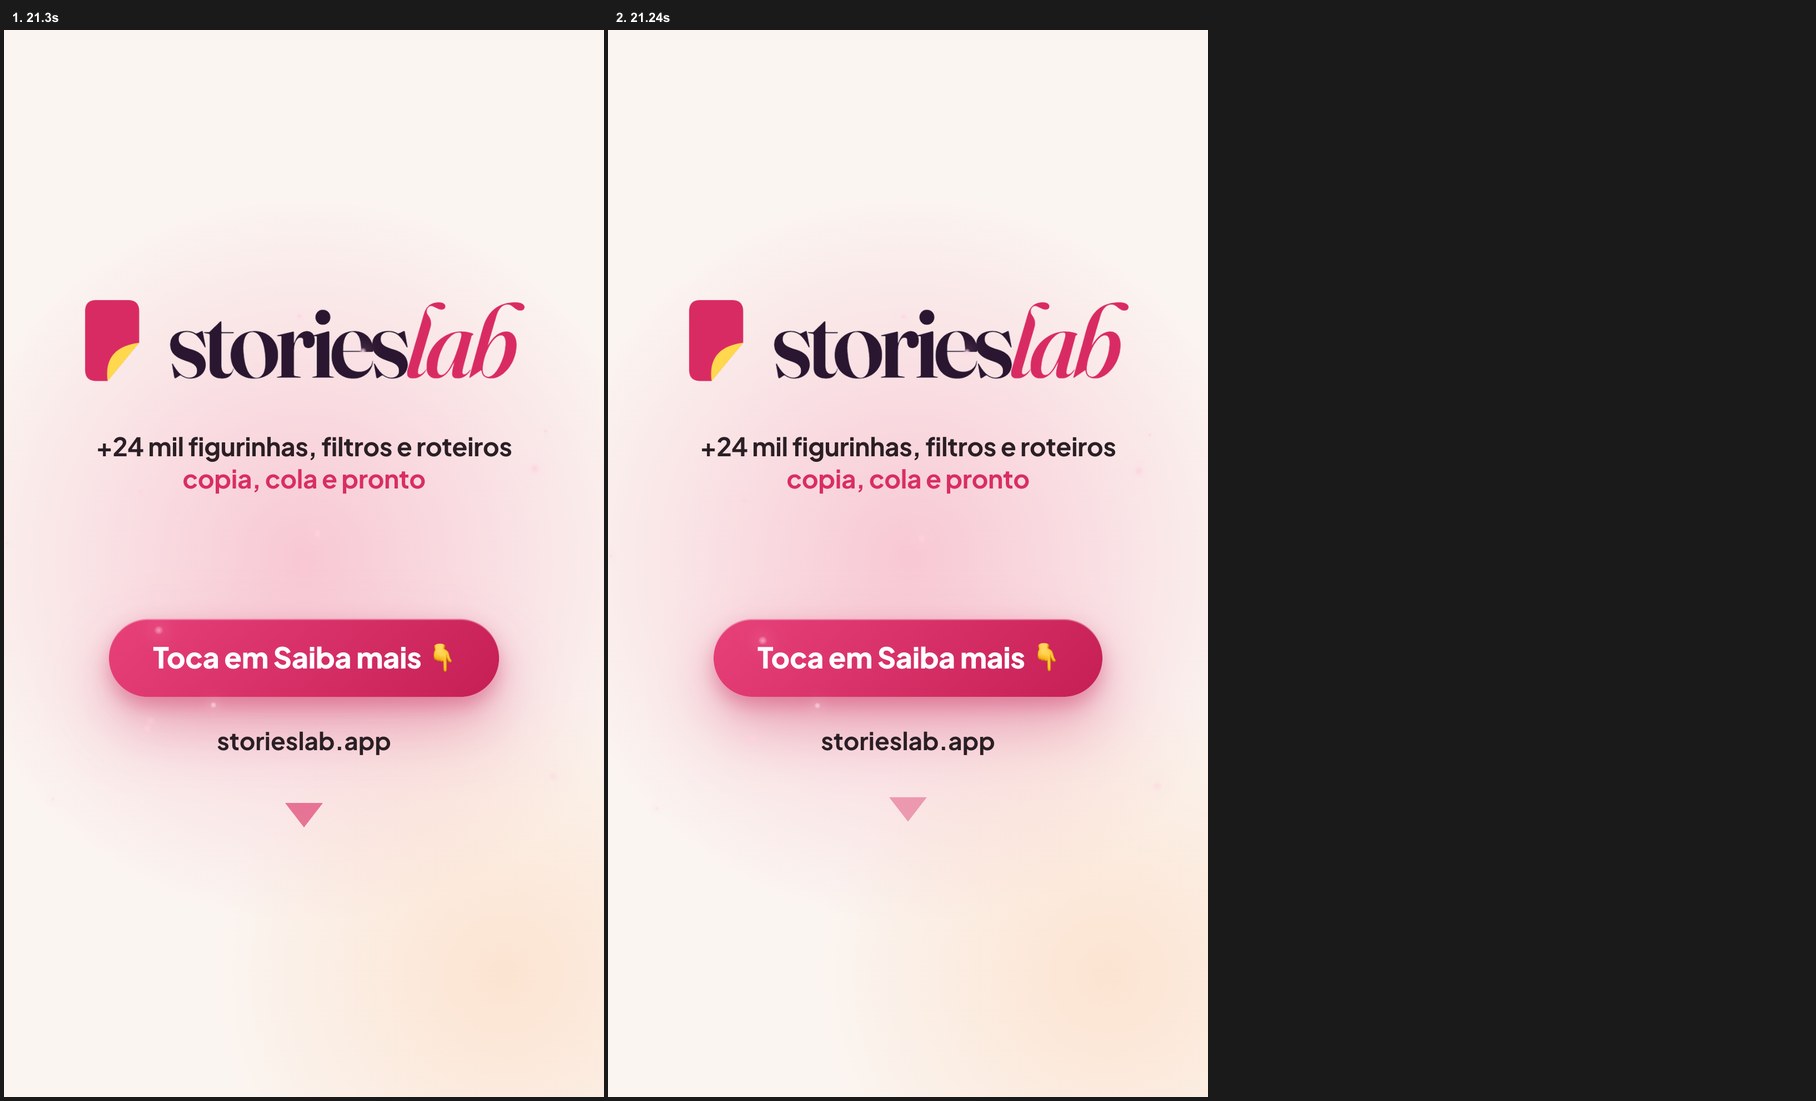 1. 21.3s
storieslab
+24 mil figurinhas, filtros e roteiros
copia, cola e pronto
Toca em Saiba mais 👇
storieslab.app
2. 21.24s
storieslab
+24 mil figurinhas, filtros e roteiros
copia, cola e pronto
Toca em Saiba mais 👇
storieslab.app